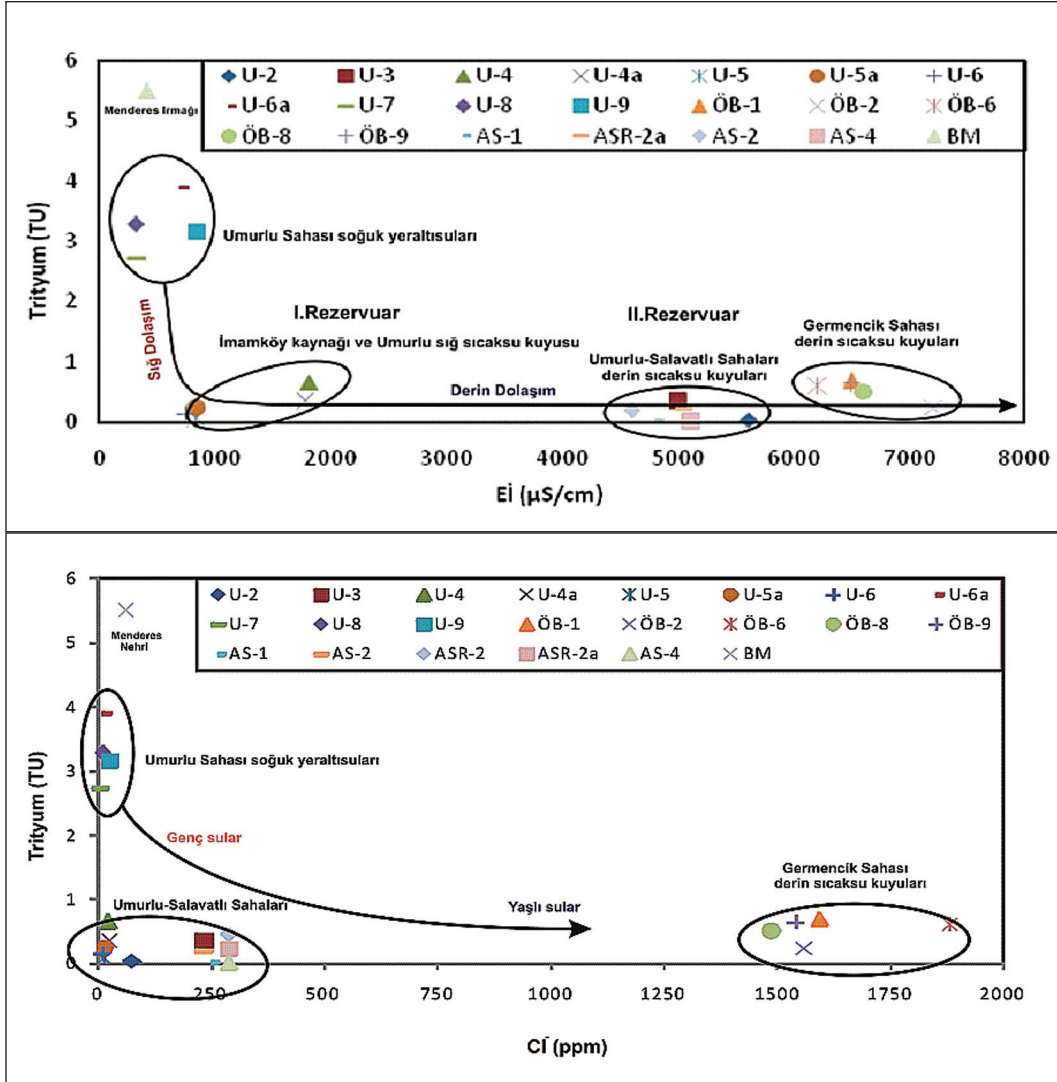 6
U-2 U-3 U-4 U-4a U-5 U-5a U-6
U-6a U-7 U-8 U-9 ÖB-1 ÖB-2 ÖB-6
ÖB-8 ÖB-9 AS-1 ASR-2a AS-2 AS-4 BM
Menderes Irmağı
5
4
3
2
1
0
Trityum (TU)
Umurlu Sahası soğuk yeraltısuları
Sığ Dolaşım
I.Rezervuar
İmamköy kaynağı ve Umurlu sığ sıcaksu kuyusu
II.Rezervuar
Umurlu-Salavatlı Sahaları
derin sıcaksu kuyuları
Germencik Sahası
derin sıcaksu kuyuları
Derin Dolaşım
0 1000 2000 3000 4000 5000 6000 7000 8000
Eİ (µS/cm)
6
U-2 U-3 U-4 U-4a U-5 U-5a U-6 U-6a
U-7 U-8 U-9 ÖB-1 ÖB-2 ÖB-6 ÖB-8 ÖB-9
AS-1 AS-2 ASR-2 ASR-2a AS-4 BM
Menderes
Nehri
5
4
3
2
1
0
Trityum (TU)
Umurlu Sahası soğuk yeraltısuları
Genç sular
Umurlu-Salavatlı Sahaları
Yaşlı sular
Germencik Sahası
derin sıcaksu kuyuları
0 250 500 750 1000 1250 1500 1750 2000
Cl⁻ (ppm)